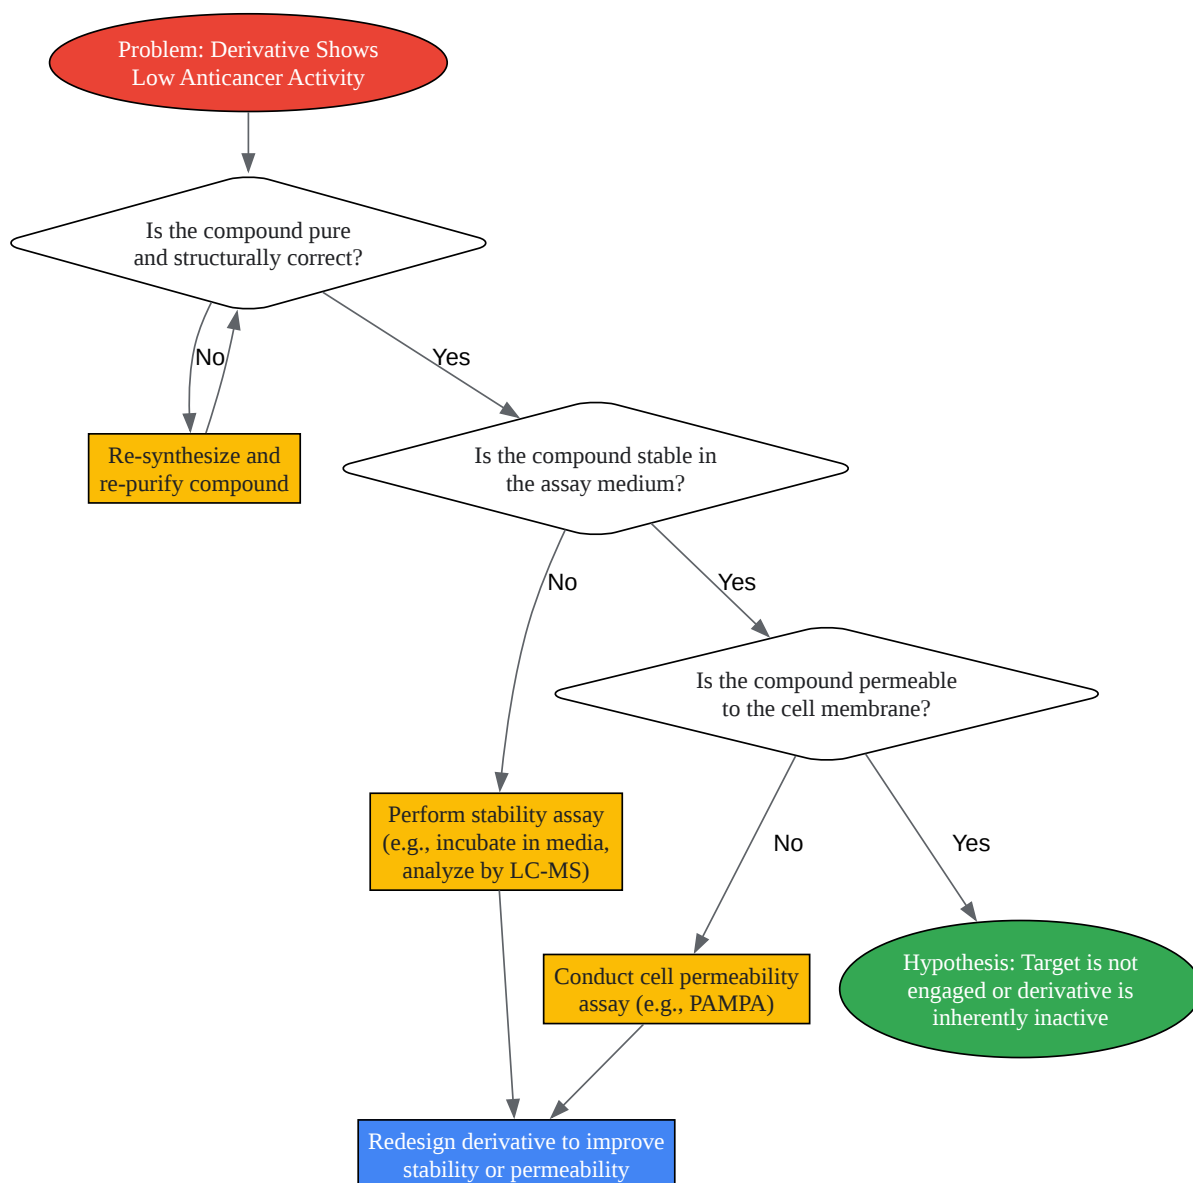 Problem: Derivative Shows
Low Anticancer Activity
Is the compound pure
and structurally correct?
No
Yes
Re-synthesize and
re-purify compound
Is the compound stable in
the assay medium?
No
Yes
Is the compound permeable
to the cell membrane?
Perform stability assay
(e.g., incubate in media,
analyze by LC-MS)
No
Yes
Conduct cell permeability
assay (e.g., PAMPA)
Hypothesis: Target is not
engaged or derivative is
inherently inactive
Redesign derivative to improve
stability or permeability